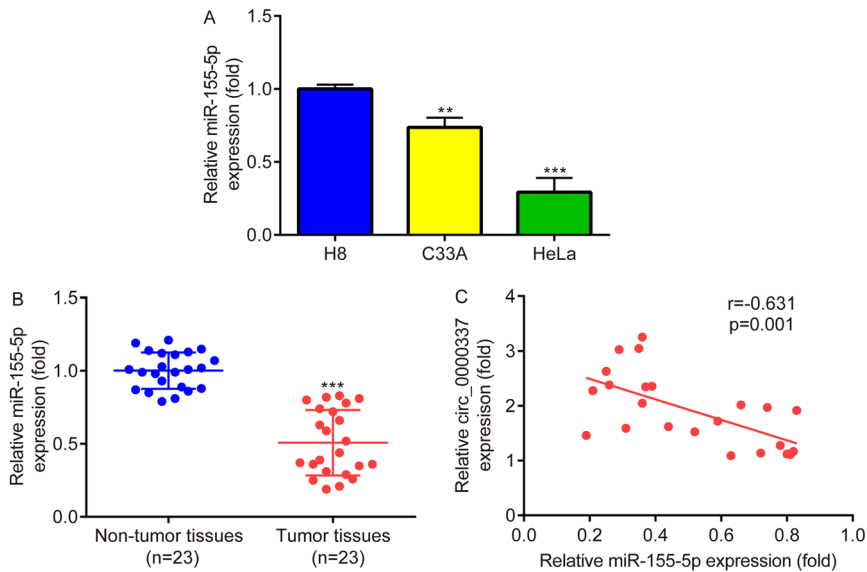 A
Relative miR-155-5p
expression (fold)
1.5
1.0
0.5
0.0
**
***
H8
C33A
HeLa
B
Relative miR-155-5p
expression (fold)
1.5
1.0
0.5
0.0
***
Non-tumor tissues
(n=23)
Tumor tissues
(n=23)
C
Relative circ_0000337
expresison (fold)
4
3
2
1
0
r=-0.631
p=0.001
0.0
0.2
0.4
0.6
0.8
1.0
Relative miR-155-5p expression (fold)